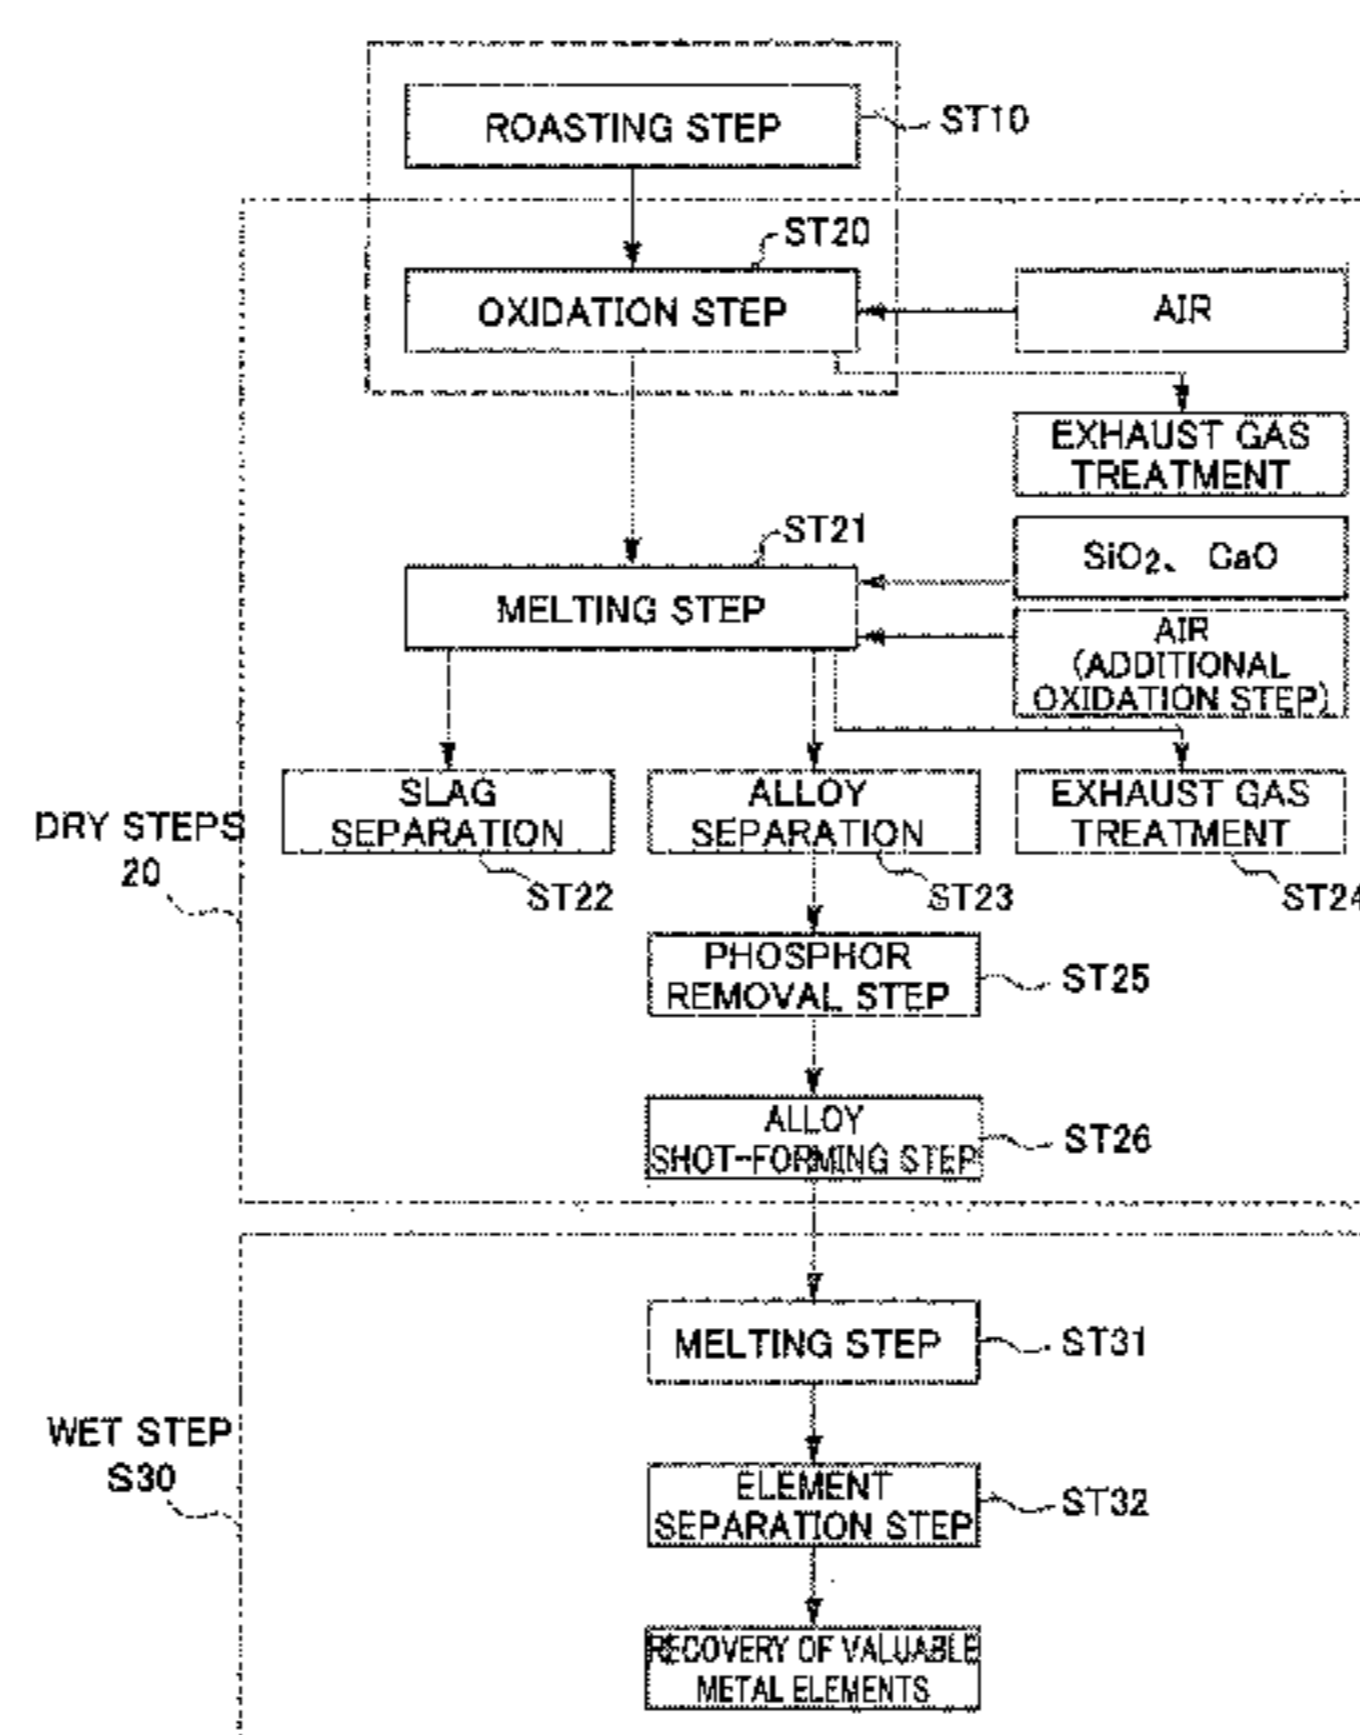 ROASTING STEP
ST10
ST20
OXIDATION STEP
AIR
EXHAUST GAS
TREATMENT
ST21
SiO2、 CaO
MELTING STEP
AIR
(ADDITIONAL
OXIDATION STEP)
SLAG
SEPARATION
ST22
ALLOY
SEPARATION
ST23
EXHAUST GAS
TREATMENT
ST24
DRY STEPS
20
PHOSPHOR
REMOVAL STEP
ST25
ALLOY
SHOT-FORMING STEP
ST26
MELTING STEP
ST31
WET STEP
S30
ELEMENT
SEPARATION STEP
ST32
RECOVERY OF VALUABLE
METAL ELEMENTS